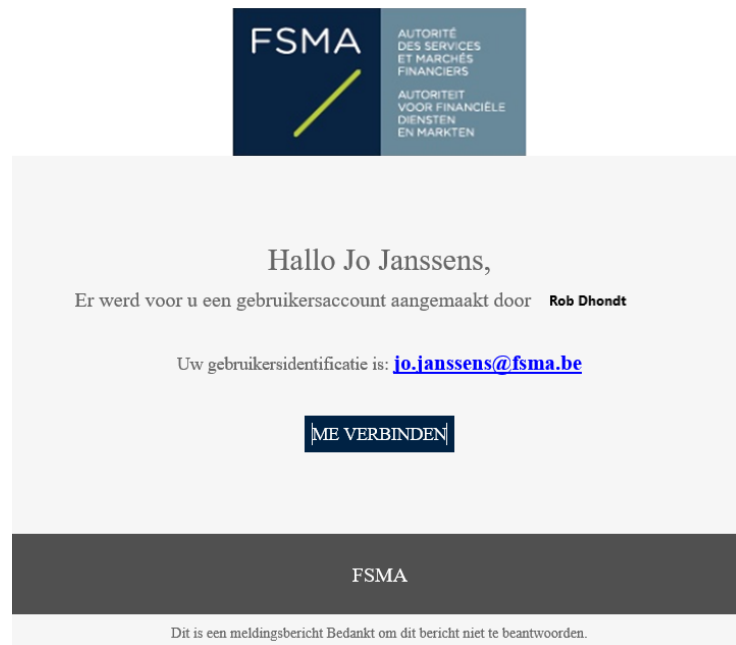 FSMA
AUTORITÉ
DES SERVICES
ET MARCHÉS
FINANCIERS
AUTORITEIT
VOOR FINANCIËLE
DIENSTEN
EN MARKTEN
Hallo Jo Janssens,
Er werd voor u een gebruikersaccount aangemaakt door Rob Dhondt
Uw gebruikersidentificatie is: jo.janssens@fsma.be
ME VERBINDEN
FSMA
Dit is een meldingsbericht Bedankt om dit bericht niet te beantwoorden.